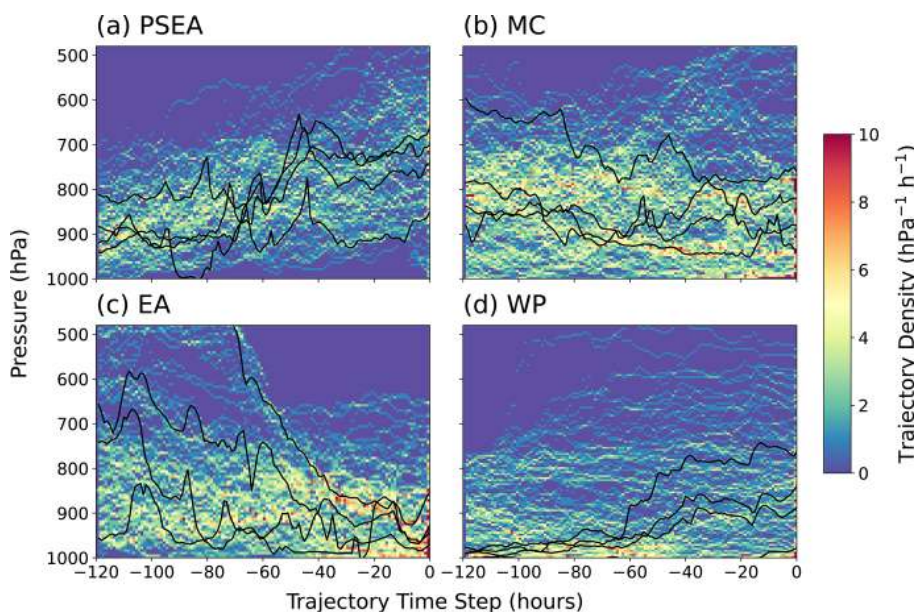 (a) PSEA
(b) MC
500
600
700
800
900
1000
(c) EA
(d) WP
500
600
700
800
900
1000
−120 −100 −80 −60 −40 −20 0
−120 −100 −80 −60 −40 −20 0
Pressure (hPa)
Trajectory Time Step (hours)
10
8
6
4
2
0
Trajectory Density (hPa⁻¹ h⁻¹)